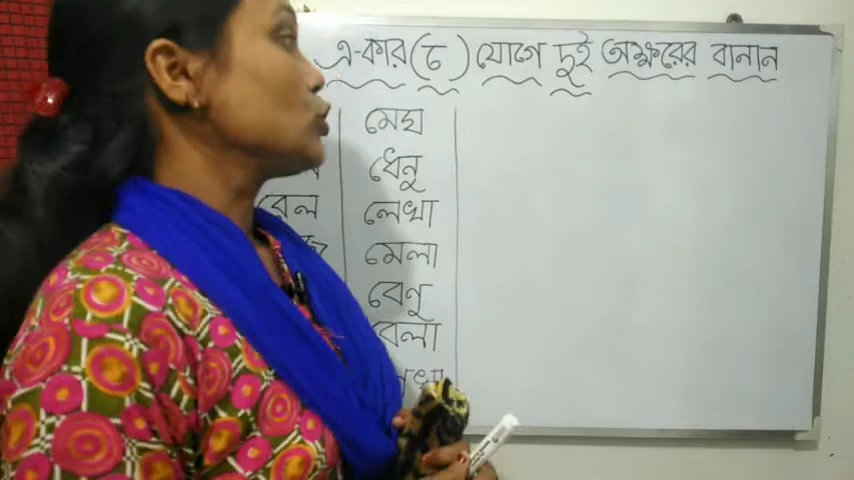 এ-কার (ে) যোগে দুই অক্ষরের বানান
মেঘ
ধেনু
বেল
লেখা
মেলা
বেণু
বেলা